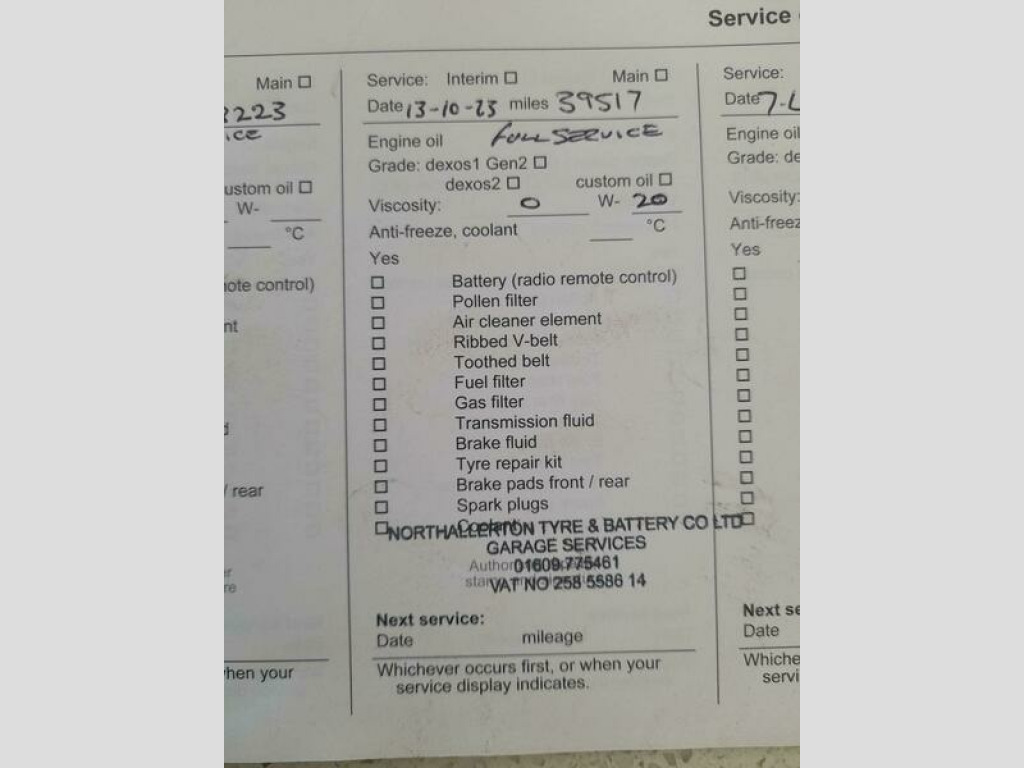 Service
Main
3223
ice
ustom oil
W-
°C
ote control)
nt
/ rear
hen your
Service: Interim Main
Date 13-10-23 miles 39517
Engine oil FULL SERVICE
Grade: dexos1 Gen2
dexos2 custom oil
Viscosity: 0 W- 20
Anti-freeze, coolant °C
Yes
Battery (radio remote control)
Pollen filter
Air cleaner element
Ribbed V-belt
Toothed belt
Fuel filter
Gas filter
Transmission fluid
Brake fluid
Tyre repair kit
Brake pads front / rear
Spark plugs
Coolant
NORTHALLERTON TYRE & BATTERY CO LTD
GARAGE SERVICES
01609 775461
VAT NO 258 5586 14
Next service:
Date mileage
Whichever occurs first, or when your
service display indicates.
Service:
Date 7-
Engine oil
Grade: de
Viscosity:
Anti-freez
Yes
Next se
Date
Whiche
servi